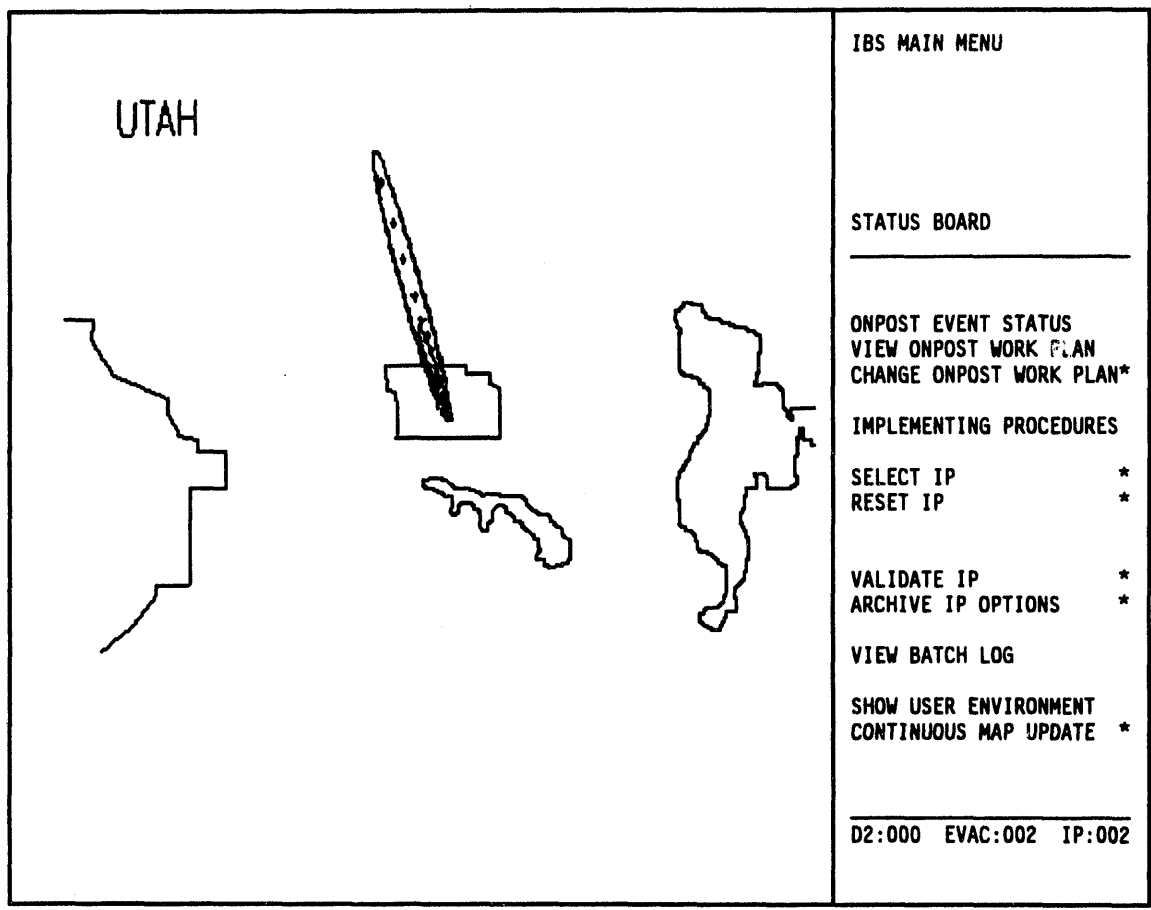 UTAH
IBS MAIN MENU
STATUS BOARD
ONPOST EVENT STATUS
VIEW ONPOST WORK PLAN
CHANGE ONPOST WORK PLAN*
IMPLEMENTING PROCEDURES
SELECT IP *
RESET IP *
VALIDATE IP *
ARCHIVE IP OPTIONS *
VIEW BATCH LOG
SHOW USER ENVIRONMENT
CONTINUOUS MAP UPDATE *
D2:000 EVAC:002 IP:002